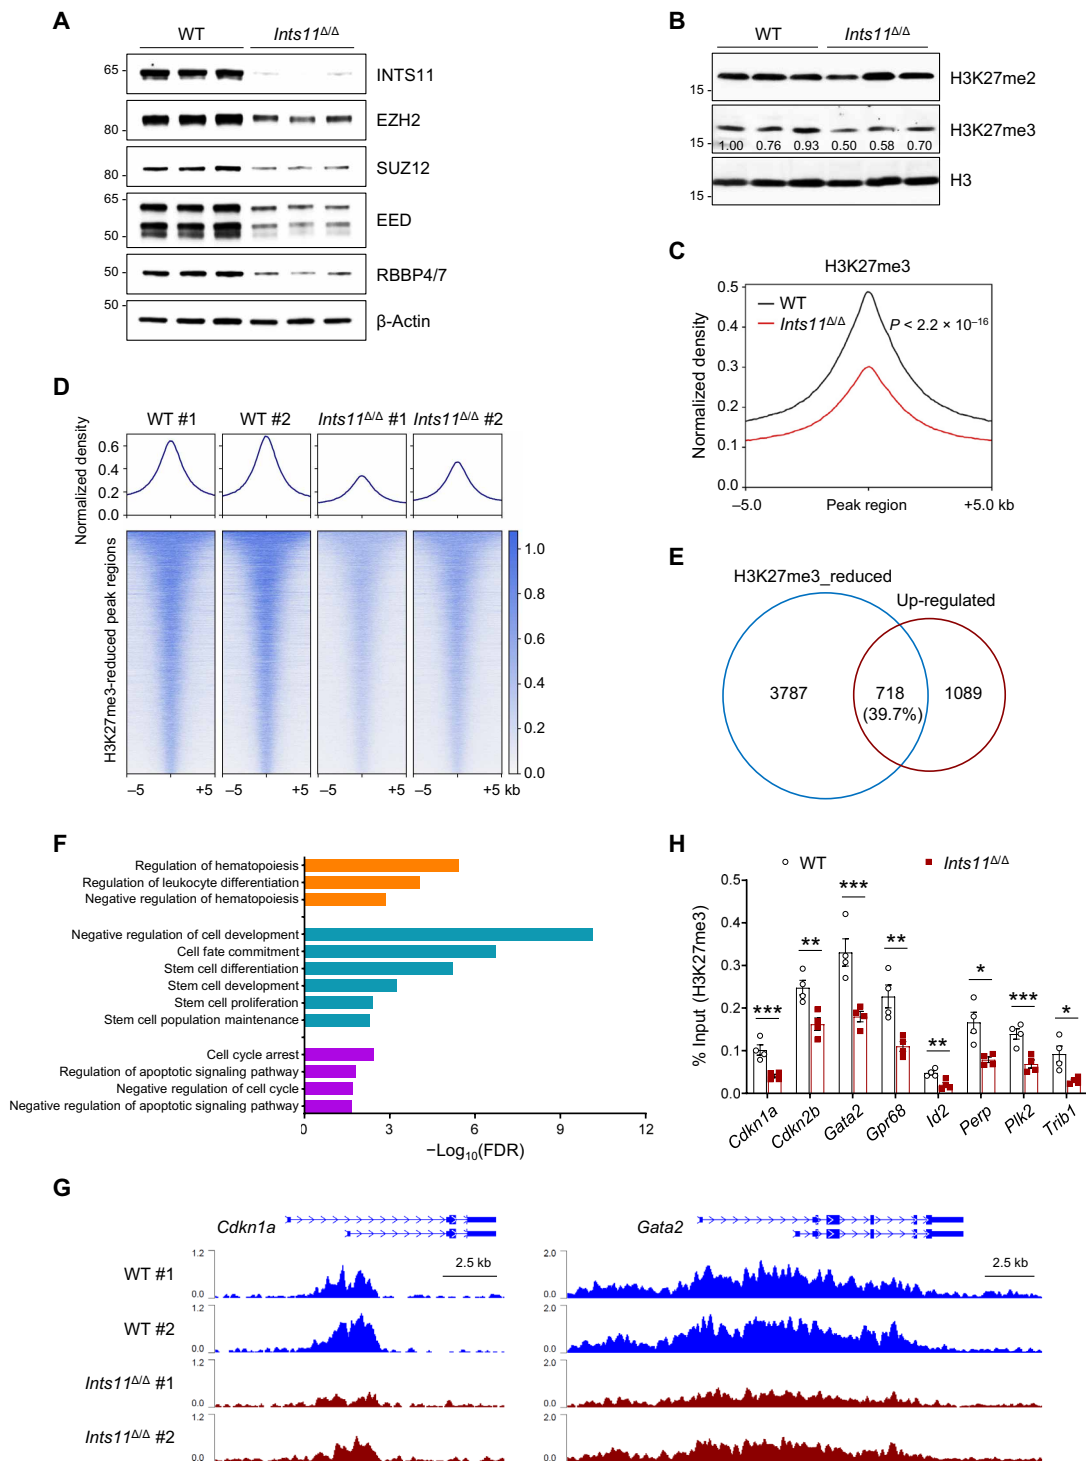 A
WT Ints11Δ/Δ
65 INTS11
80 EZH2
80 SUZ12
65
50 EED
50 RBBP4/7
50
β-Actin
B
WT Ints11Δ/Δ
15 H3K27me2
15 H3K27me3
1.00 0.76 0.93 0.50 0.58 0.70
15 H3
C
H3K27me3
Normalized density
0.5
0.4
0.3
0.2
0.1
0.0
WT
Ints11Δ/Δ
P < 2.2 × 10–16
–5.0 Peak region +5.0 kb
D
WT #1 WT #2 Ints11Δ/Δ #1 Ints11Δ/Δ #2
Normalized density
0.6
0.4
0.2
0.0
H3K27me3-reduced peak regions
1.0
0.8
0.6
0.4
0.2
0.0
–5 +5 –5 +5 –5 +5 –5 +5 kb
E
H3K27me3_reduced
Up-regulated
3787 718 1089
(39.7%)
F
Regulation of hematopoiesis
Regulation of leukocyte differentiation
Negative regulation of hematopoiesis
Negative regulation of cell development
Cell fate commitment
Stem cell differentiation
Stem cell development
Stem cell proliferation
Stem cell population maintenance
Cell cycle arrest
Regulation of apoptotic signaling pathway
Negative regulation of cell cycle
Negative regulation of apoptotic signaling pathway
0 3 6 9 12
−Log10(FDR)
H
WT Ints11Δ/Δ
% Input (H3K27me3)
0.5
0.4
0.3
0.2
0.1
0.0
*** ** *** ** ** * *** *
Cdkn1a Cdkn2b Gata2 Gpr68 Id2 Perp Plk2 Trib1
G
Cdkn1a Gata2
2.5 kb 2.5 kb
WT #1 1.2 0.0 2.0 0.0
WT #2 1.2 0.0 2.0 0.0
Ints11Δ/Δ #1 1.2 0.0 2.0 0.0
Ints11Δ/Δ #2 1.2 0.0 2.0 0.0